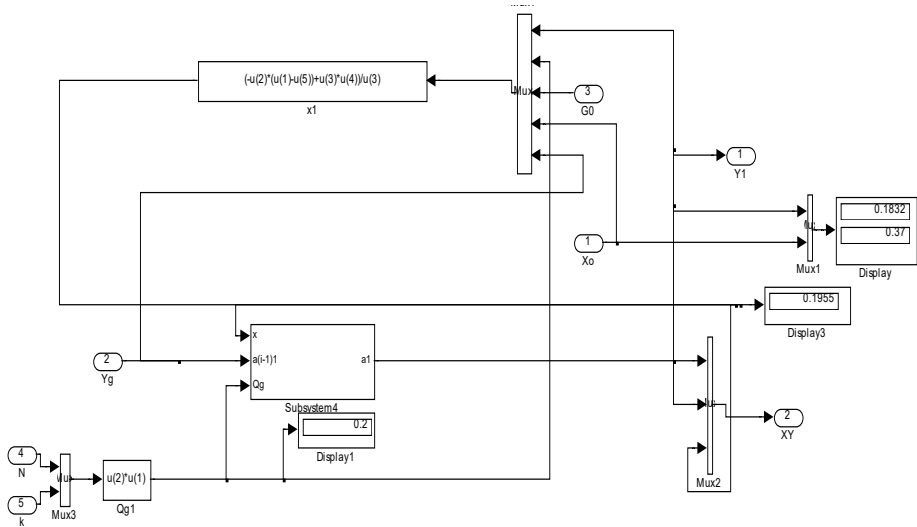 (-u(2)*(u(1)-u(5))+u(3)*u(4))/u(3)
x1
Mux
3
G0
1
Y1
1
Xo
Mux1
0.1832
0.37
Display
0.1955
Display3
x
a(i-1)1
Qg
a1
Subsystem4
2
Yg
0.2
Display1
Mux2
2
XY
4
N
5
k
Mux
Mux3
u(2)*u(1)
Qg1